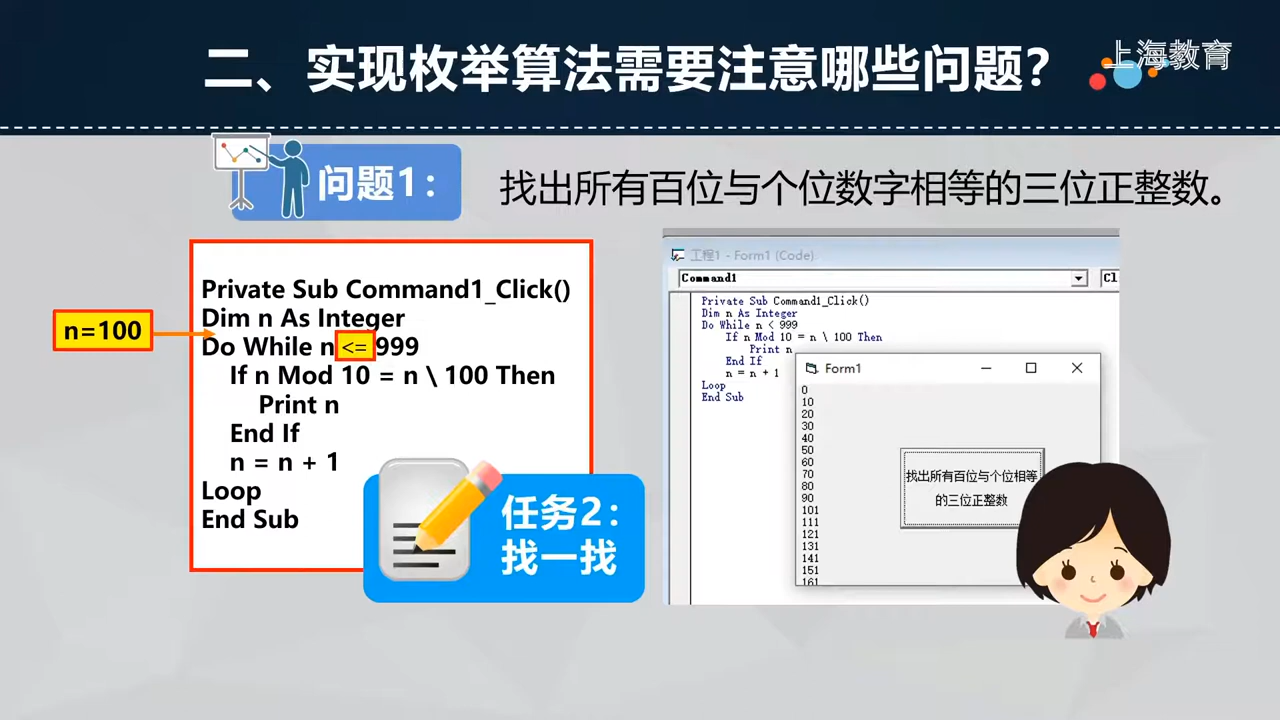 二、实现枚举算法需要注意哪些问题？
上海教育
问题1：
找出所有百位与个位数字相等的三位正整数。
Private Sub Command1_Click()
Dim n As Integer
n=100
Do While n <= 999
If n Mod 10 = n \ 100 Then
Print n
End If
n = n + 1
Loop
End Sub
任务2：
找一找
工程1 - Form1 (Code)
Command1
Cl
Private Sub Command1_Click()
Dim n As Integer
Do While n < 999
If n Mod 10 = n \ 100 Then
Print n
End If
n = n + 1
Loop
End Sub
Form1
0
10
20
30
40
50
60
70
80
90
101
111
121
131
141
151
161
找出所有百位与个位相等
的三位正整数